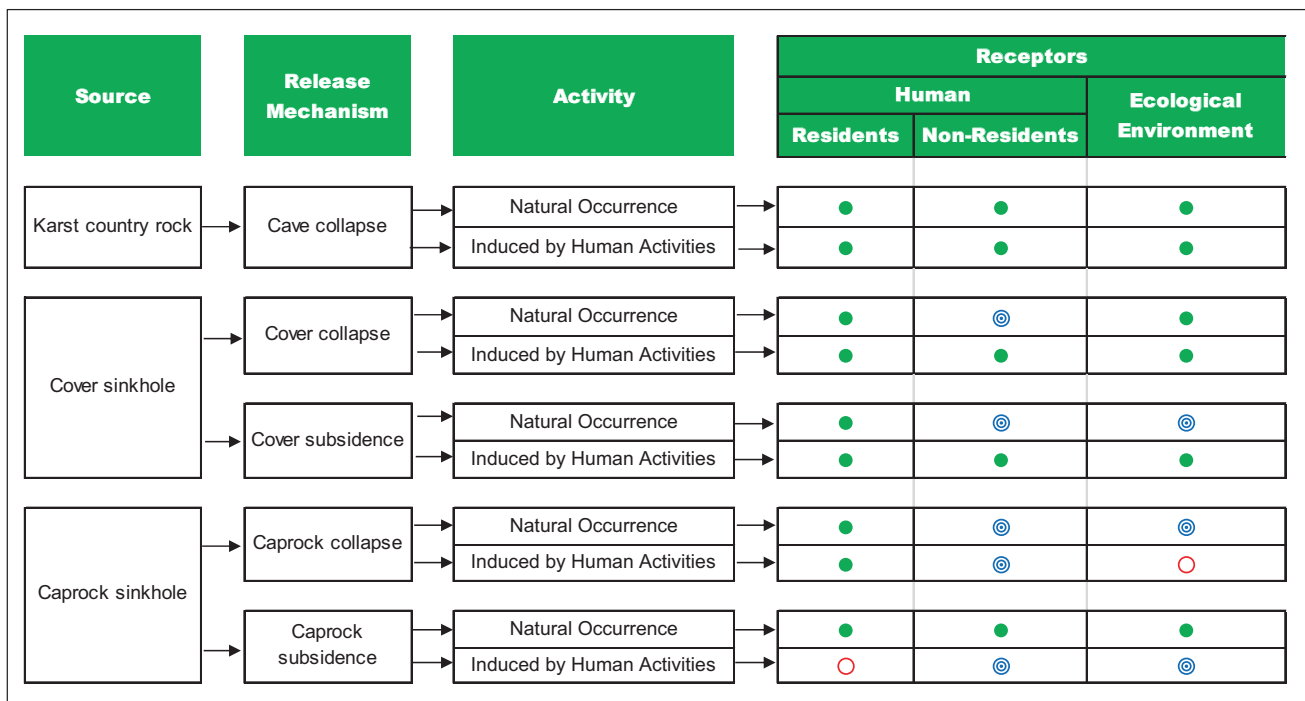 Source
Release
Mechanism
Activity
Receptors
Human
Ecological
Environment
Residents
Non-Residents
Karst country rock
Cave collapse
Natural Occurrence
Induced by Human Activities
Cover sinkhole
Cover collapse
Natural Occurrence
Induced by Human Activities
Cover subsidence
Natural Occurrence
Induced by Human Activities
Caprock sinkhole
Caprock collapse
Natural Occurrence
Induced by Human Activities
Caprock
subsidence
Natural Occurrence
Induced by Human Activities